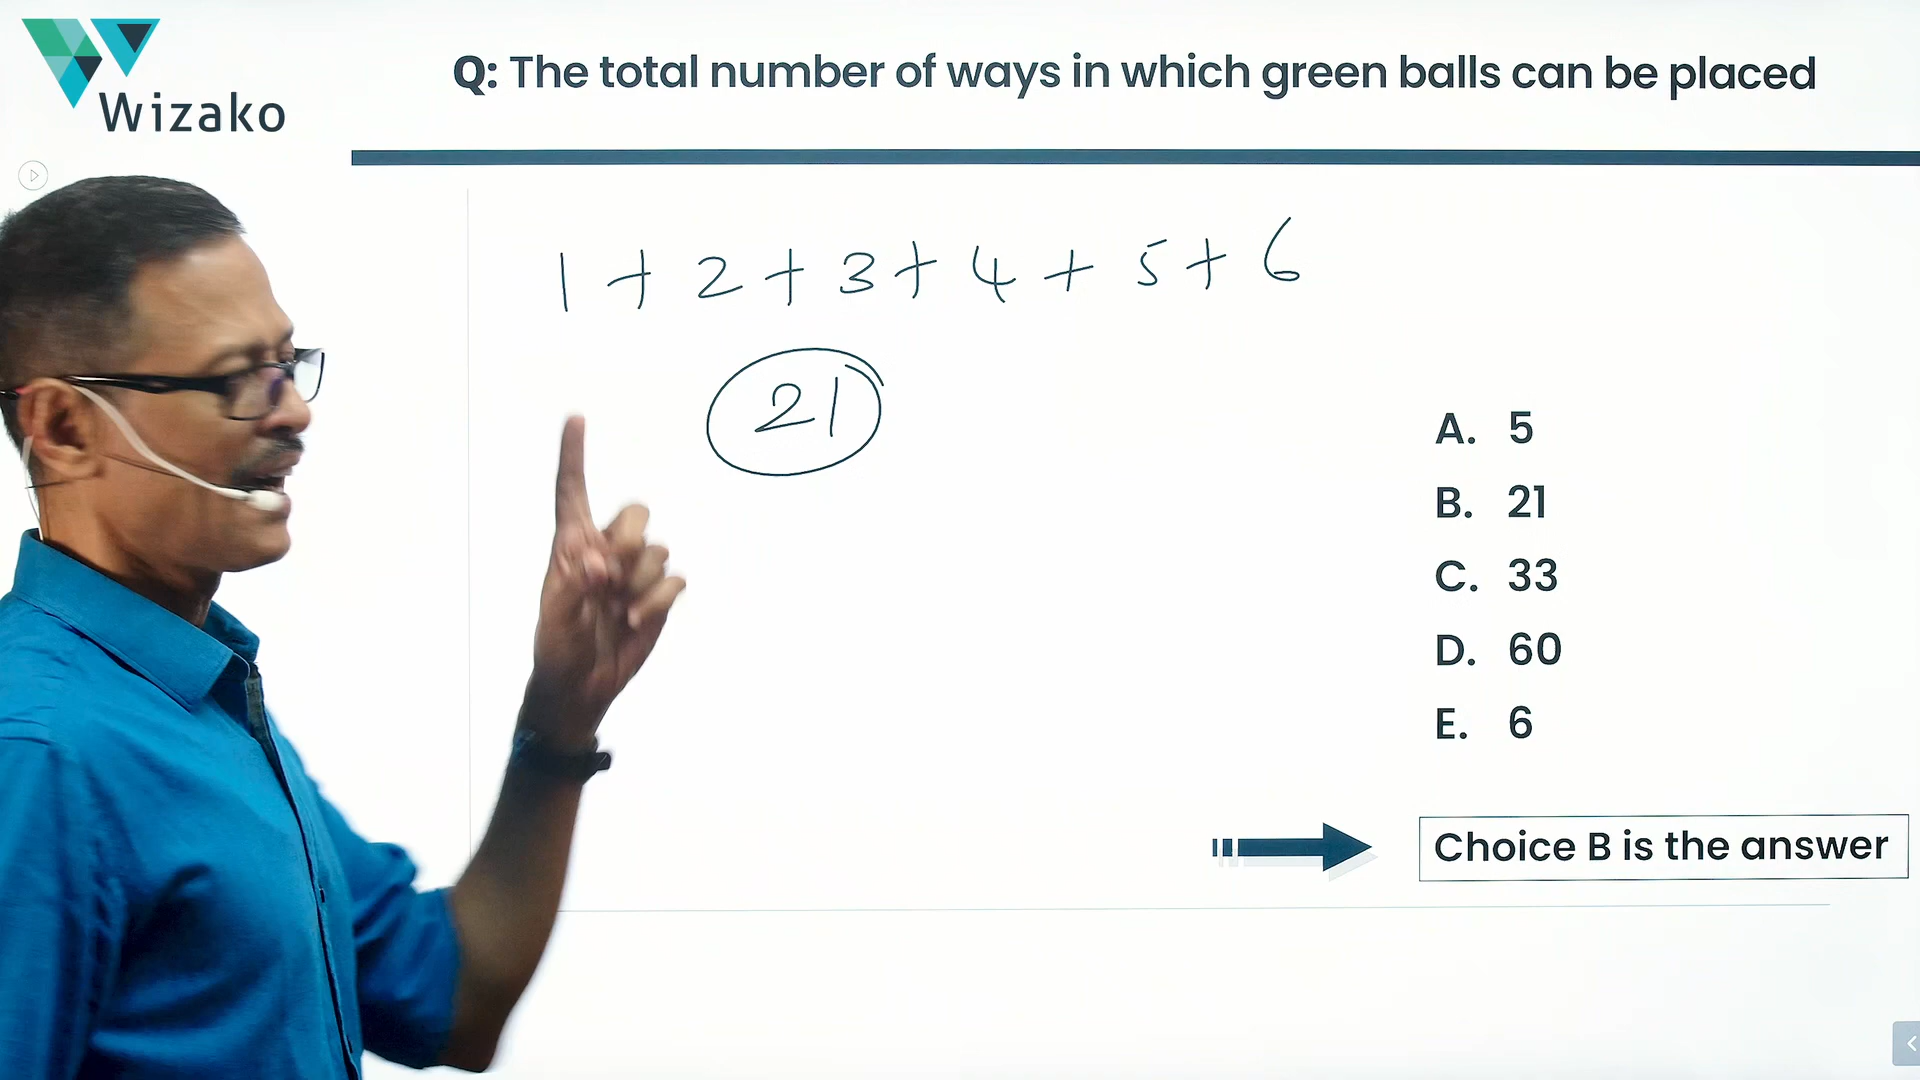 Wizako
Q: The total number of ways in which green balls can be placed
1 + 2 + 3 + 4 + 5 + 6
21
A. 5
B. 21
C. 33
D. 60
E. 6
Choice B is the answer